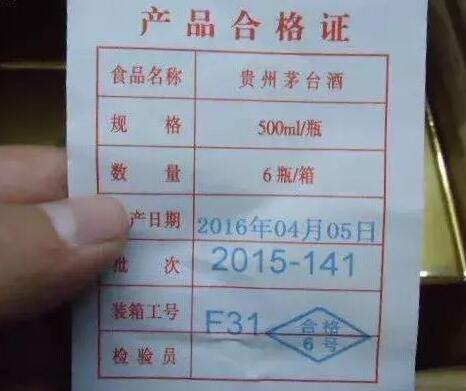 产品合格证
食品名称 贵州茅台酒
规格 500ml/瓶
数量 6瓶/箱
产日期 2016年04月05日
批次 2015-141
装箱工号 F31
检验员 合格 6号